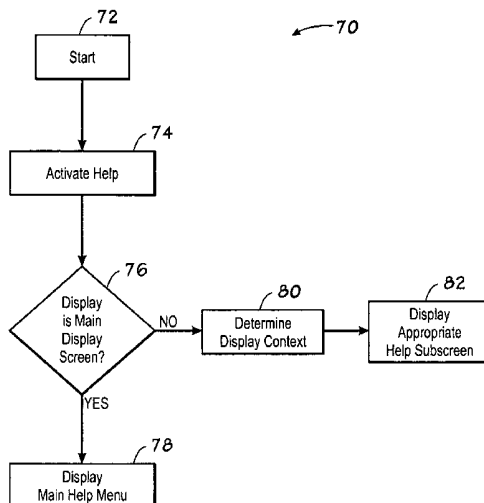 72
70
Start
74
Activate Help
76
Display
is Main
Display
Screen?
NO
80
Determine
Display Context
82
Display
Appropriate
Help Subscreen
YES
78
Display
Main Help Menu